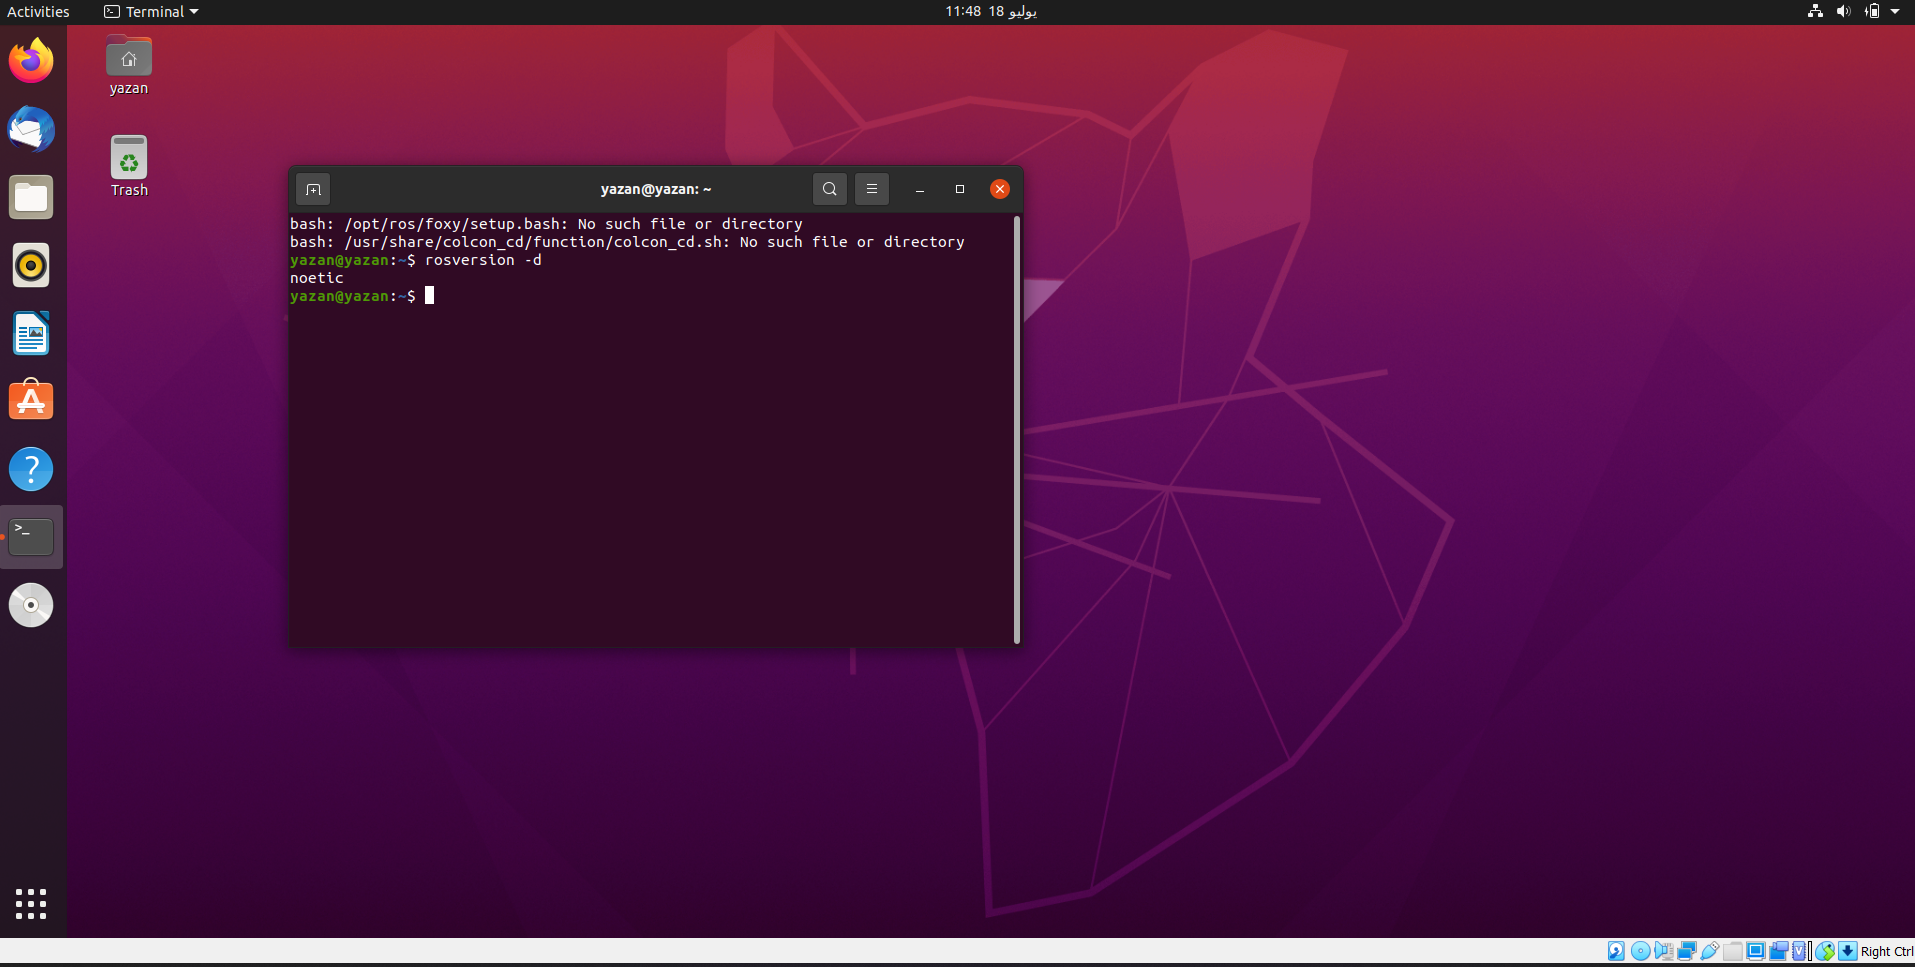 Activities
Terminal
يوليو 18 11:48
yazan
Trash
yazan@yazan: ~
bash: /opt/ros/foxy/setup.bash: No such file or directory
bash: /usr/share/colcon_cd/function/colcon_cd.sh: No such file or directory
yazan@yazan:~$ rosversion -d
noetic
yazan@yazan:~$
Right Ctrl